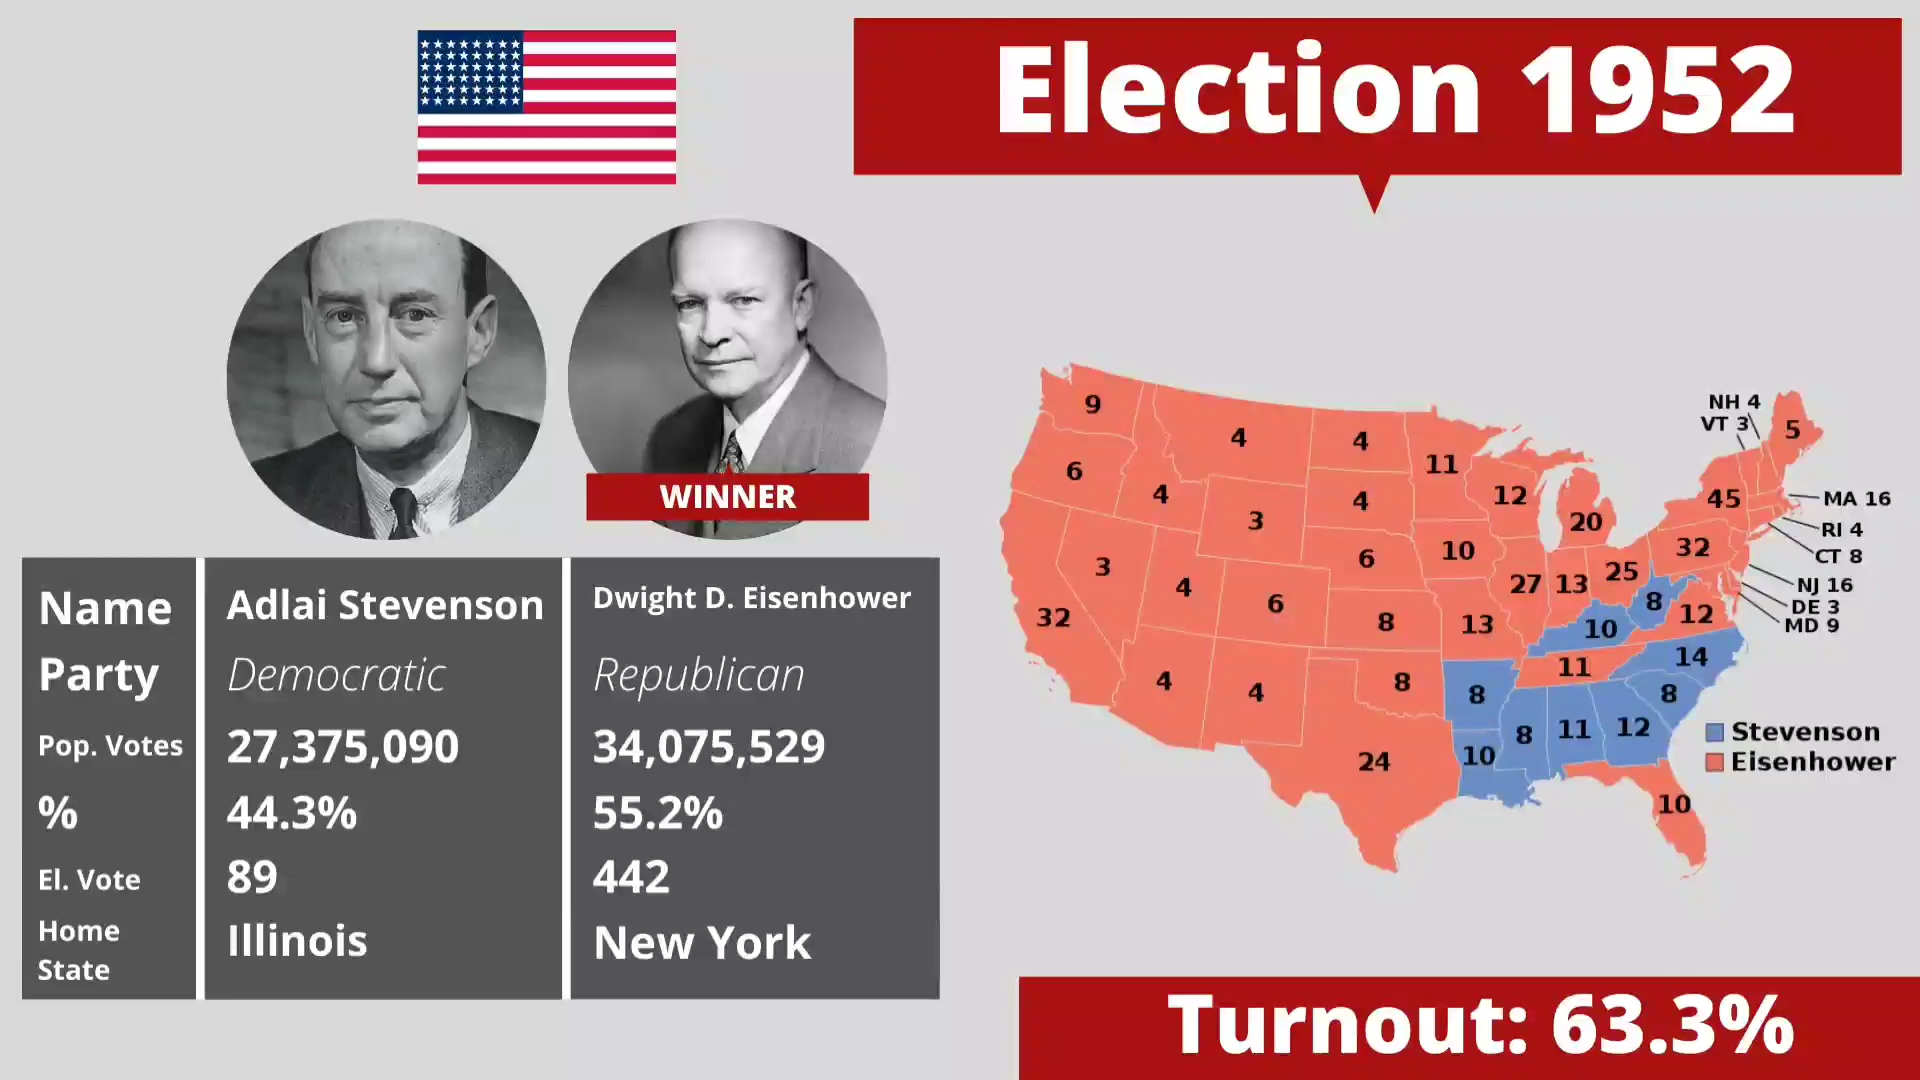 Election 1952
WINNER
Name Adlai Stevenson Dwight D. Eisenhower
Party Democratic Republican
Pop. Votes 27,375,090 34,075,529
% 44.3% 55.2%
El. Vote 89 442
Home State Illinois New York
NH 4
VT 3
9 4 4 11 5
6 4 3 4 12 20 45 MA 16
RI 4
CT 8
3 4 6 6 10 27 13 25 32 NJ 16
DE 3
MD 9
32 8 13 10 8 12
4 4 8 11 14
8 8
24 10 8 11 12
10
Stevenson
Eisenhower
Turnout: 63.3%